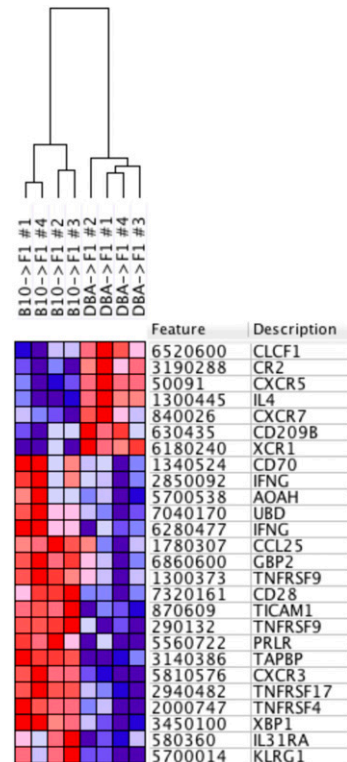 B10-> F1 #1
B10-> F1 #4
B10-> F1 #2
B10-> F1 #3
DBA-> F1 #2
DBA-> F1 #1
DBA-> F1 #4
DBA-> F1 #3
Feature Description
6520600 CLCF1
3190288 CR2
50091 CXCR5
1300445 IL4
840026 CXCR7
630435 CD209B
6180240 XCR1
1340524 CD70
2850092 IFNG
5700538 AOAH
7040170 UBD
6280477 IFNG
1780307 CCL25
6860600 GBP2
1300373 TNFRSF9
7320161 CD28
870609 TICAM1
290132 TNFRSF9
5560722 PRLR
3140386 TAPBP
5810576 CXCR3
2940482 TNFRSF17
2000747 TNFRSF4
3450100 XBP1
580360 IL31RA
5700014 KLRG1